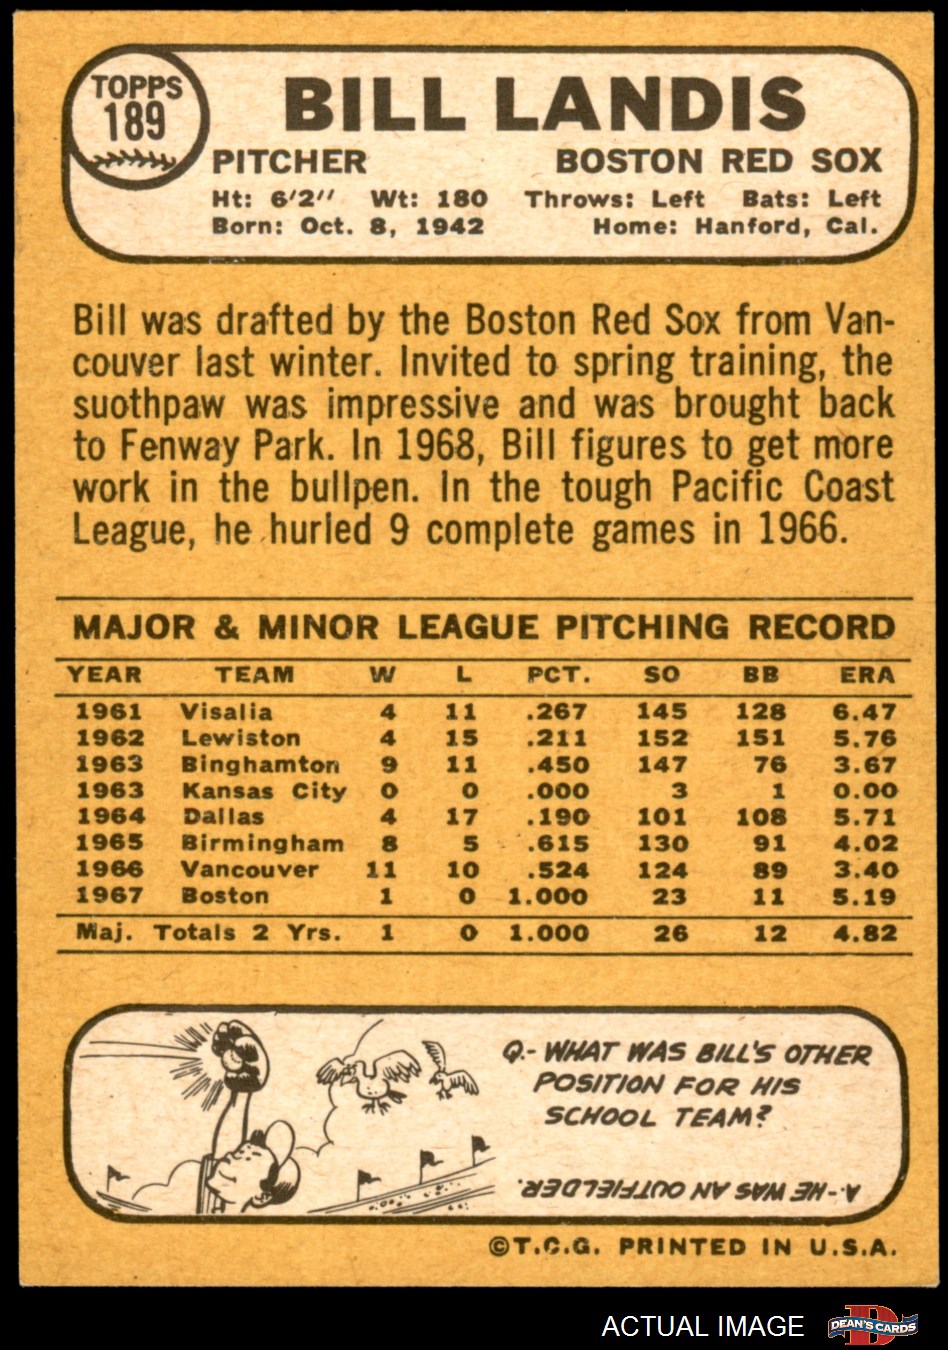 TOPPS
189
BILL LANDIS
PITCHER BOSTON RED SOX
Ht: 6'2" Wt: 180 Throws: Left Bats: Left
Born: Oct. 8, 1942 Home: Hanford, Cal.
Bill was drafted by the Boston Red Sox from Van-
couver last winter. Invited to spring training, the
suothpaw was impressive and was brought back
to Fenway Park. In 1968, Bill figures to get more
work in the bullpen. In the tough Pacific Coast
League, he hurled 9 complete games in 1966.
MAJOR & MINOR LEAGUE PITCHING RECORD
YEAR TEAM W L PCT. SO BB ERA
1961 Visalia 4 11 .267 145 128 6.47
1962 Lewiston 4 15 .211 152 151 5.76
1963 Binghamton 9 11 .450 147 76 3.67
1963 Kansas City 0 0 .000 3 1 0.00
1964 Dallas 4 17 .190 101 108 5.71
1965 Birmingham 8 5 .615 130 91 4.02
1966 Vancouver 11 10 .524 124 89 3.40
1967 Boston 1 0 1.000 23 11 5.19
Maj. Totals 2 Yrs. 1 0 1.000 26 12 4.82
Q.- WHAT WAS BILL'S OTHER
POSITION FOR HIS
SCHOOL TEAM?
A.- HE WAS AN OUTFIELDER.
©T.C.G. PRINTED IN U.S.A.
ACTUAL IMAGE
D
DEAN'S CARDS